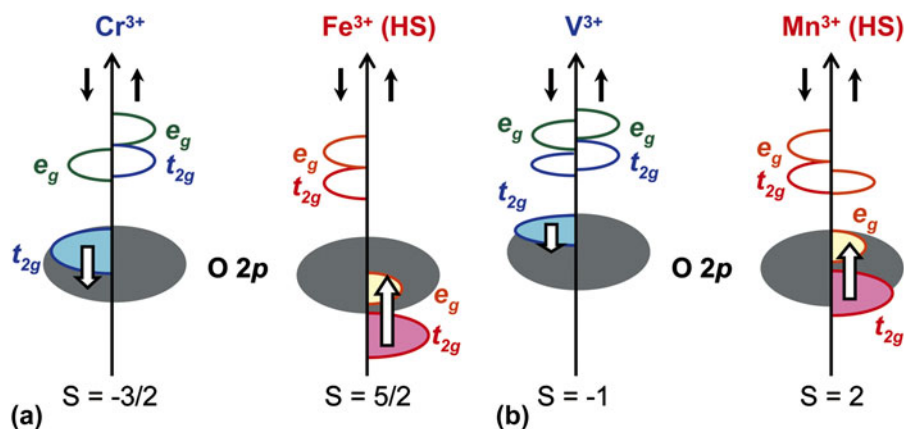 Cr³⁺ Fe³⁺ (HS) V³⁺ Mn³⁺ (HS)
e_g e_g t_2g
e_g t_2g
t_2g
O 2p
e_g
t_2g
S = -3/2 S = 5/2
(a)
e_g e_g t_2g
t_2g
e_g t_2g
e_g
O 2p
t_2g
S = -1 S = 2
(b)